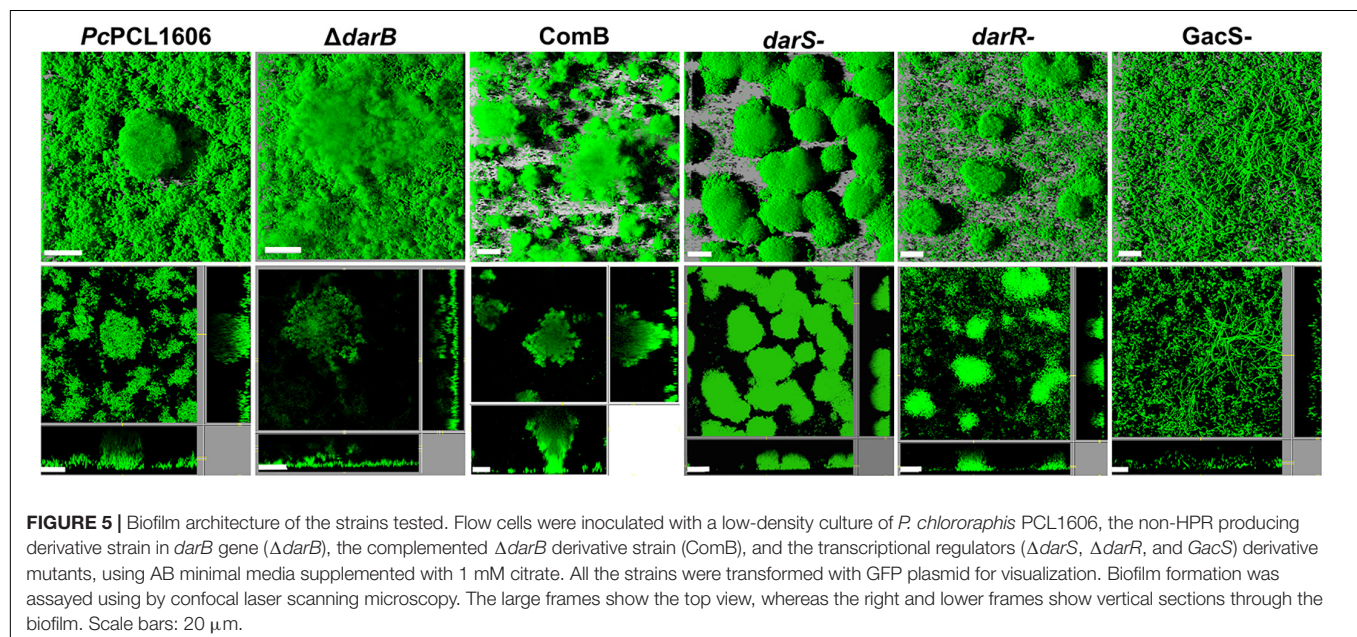 PcPCL1606 ΔdarB ComB darS- darR- GacS-
FIGURE 5 | Biofilm architecture of the strains tested. Flow cells were inoculated with a low-density culture of P. chlororaphis PCL1606, the non-HPR producing
derivative strain in darB gene (ΔdarB), the complemented ΔdarB derivative strain (ComB), and the transcriptional regulators (ΔdarS, ΔdarR, and GacS) derivative
mutants, using AB minimal media supplemented with 1 mM citrate. All the strains were transformed with GFP plasmid for visualization. Biofilm formation was
assayed using by confocal laser scanning microscopy. The large frames show the top view, whereas the right and lower frames show vertical sections through the
biofilm. Scale bars: 20 μm.